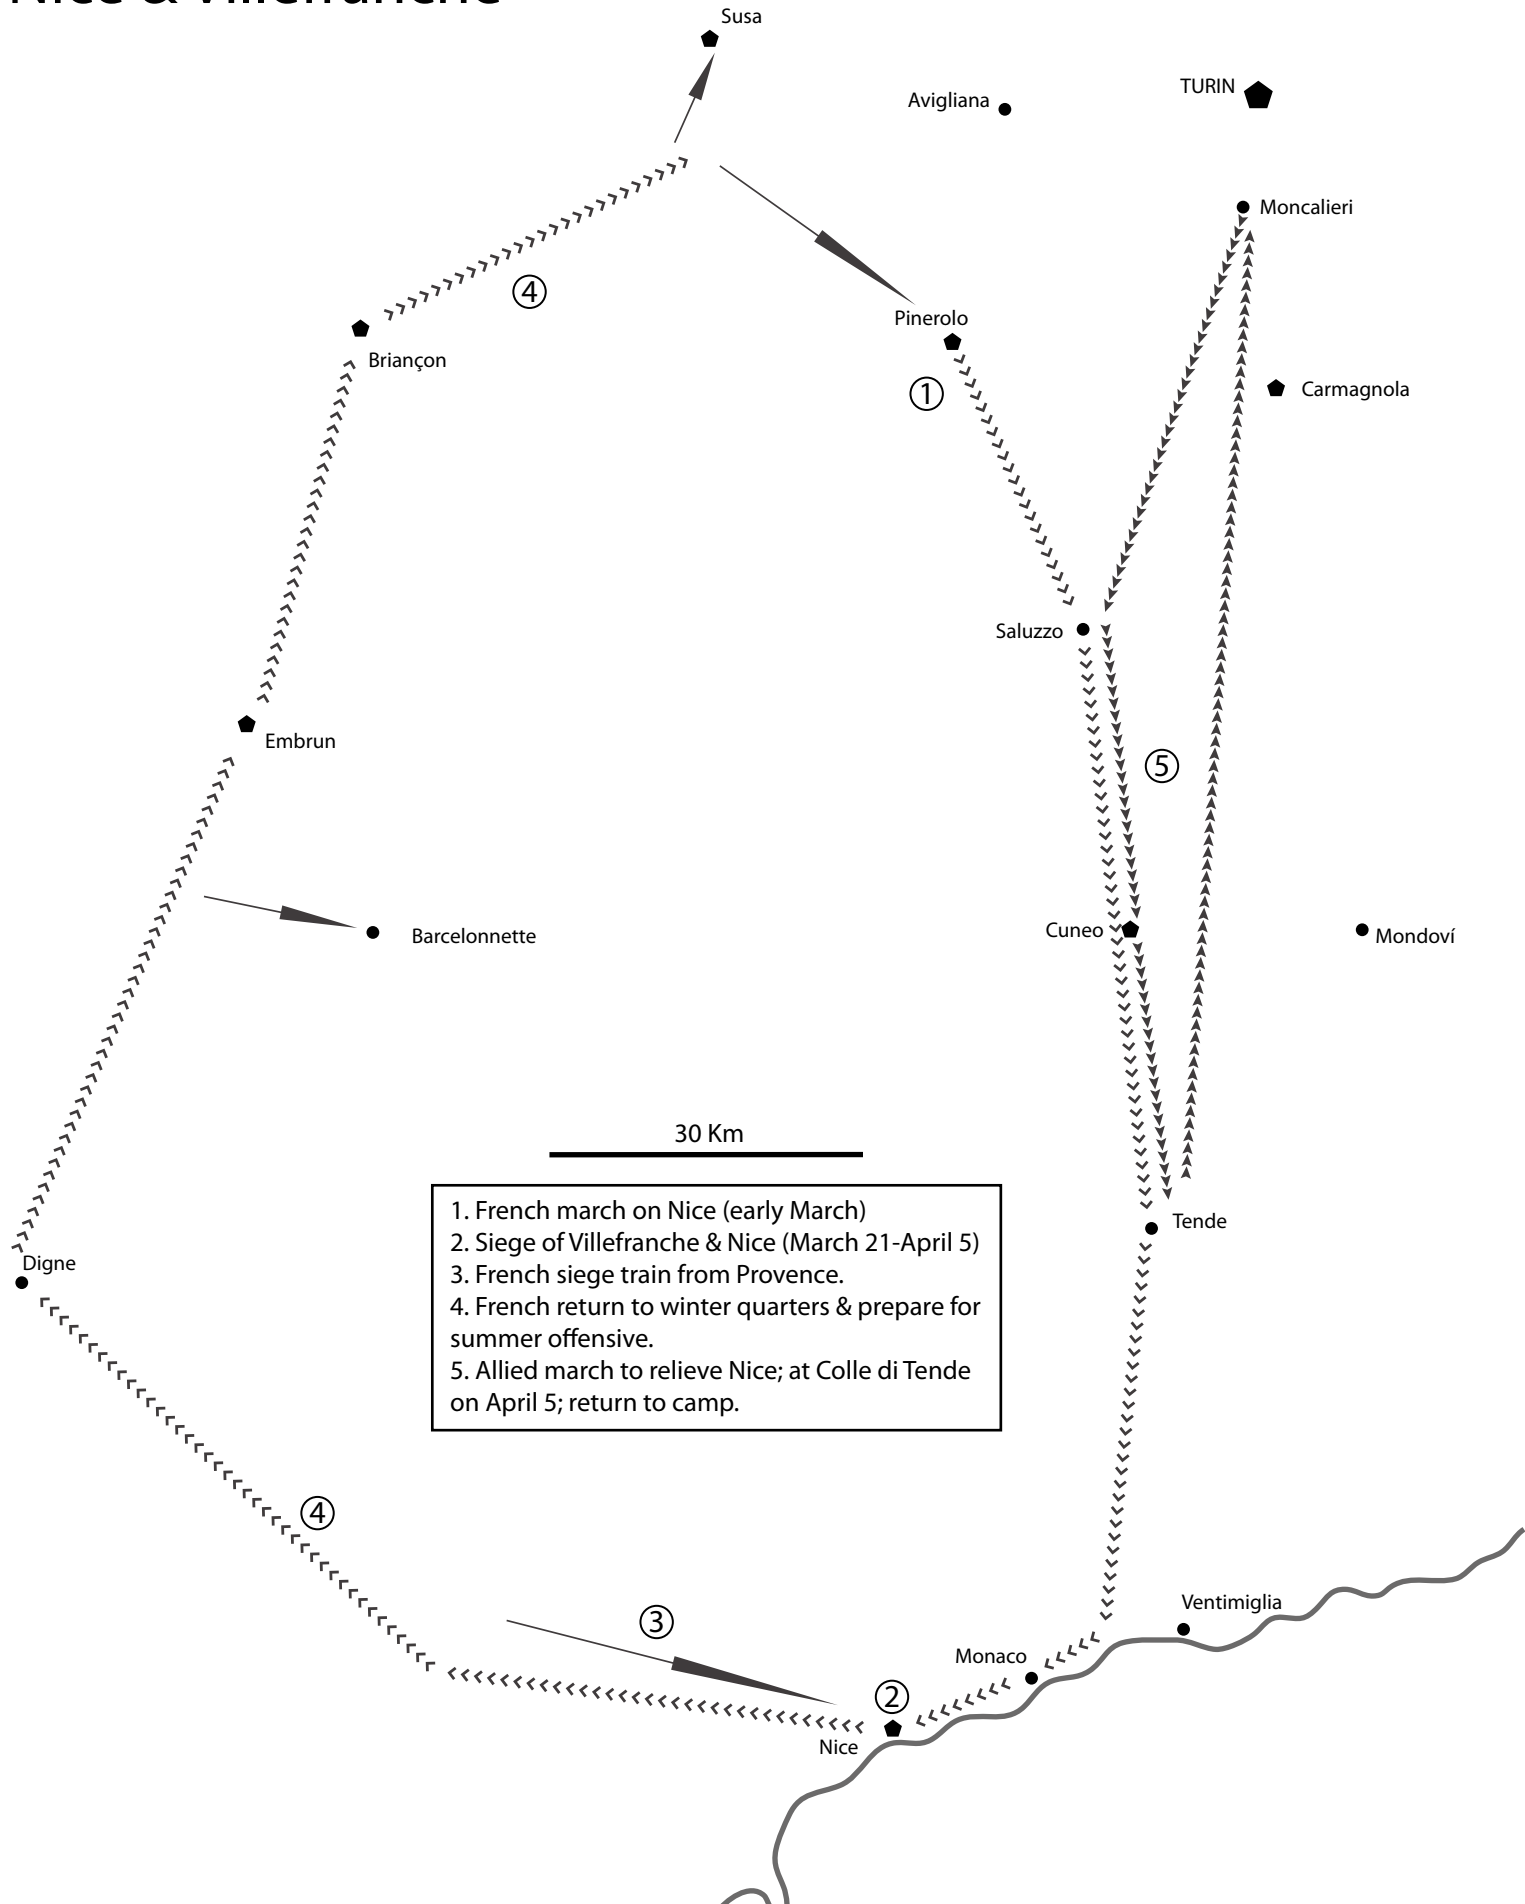 Nice & Villefranche
Susa
Avigliana
TURIN
Moncalieri
4
Pinerolo
Briançon
1
Carmagnola
Saluzzo
Embrun
5
Barcelonnette
Cuneo
Mondoví
30 Km
1. French march on Nice (early March)
2. Siege of Villefranche & Nice (March 21-April 5)
3. French siege train from Provence.
4. French return to winter quarters & prepare for
summer offensive.
5. Allied march to relieve Nice; at Colle di Tende
on April 5; return to camp.
Tende
Digne
4
3
Ventimiglia
Monaco
2
Nice